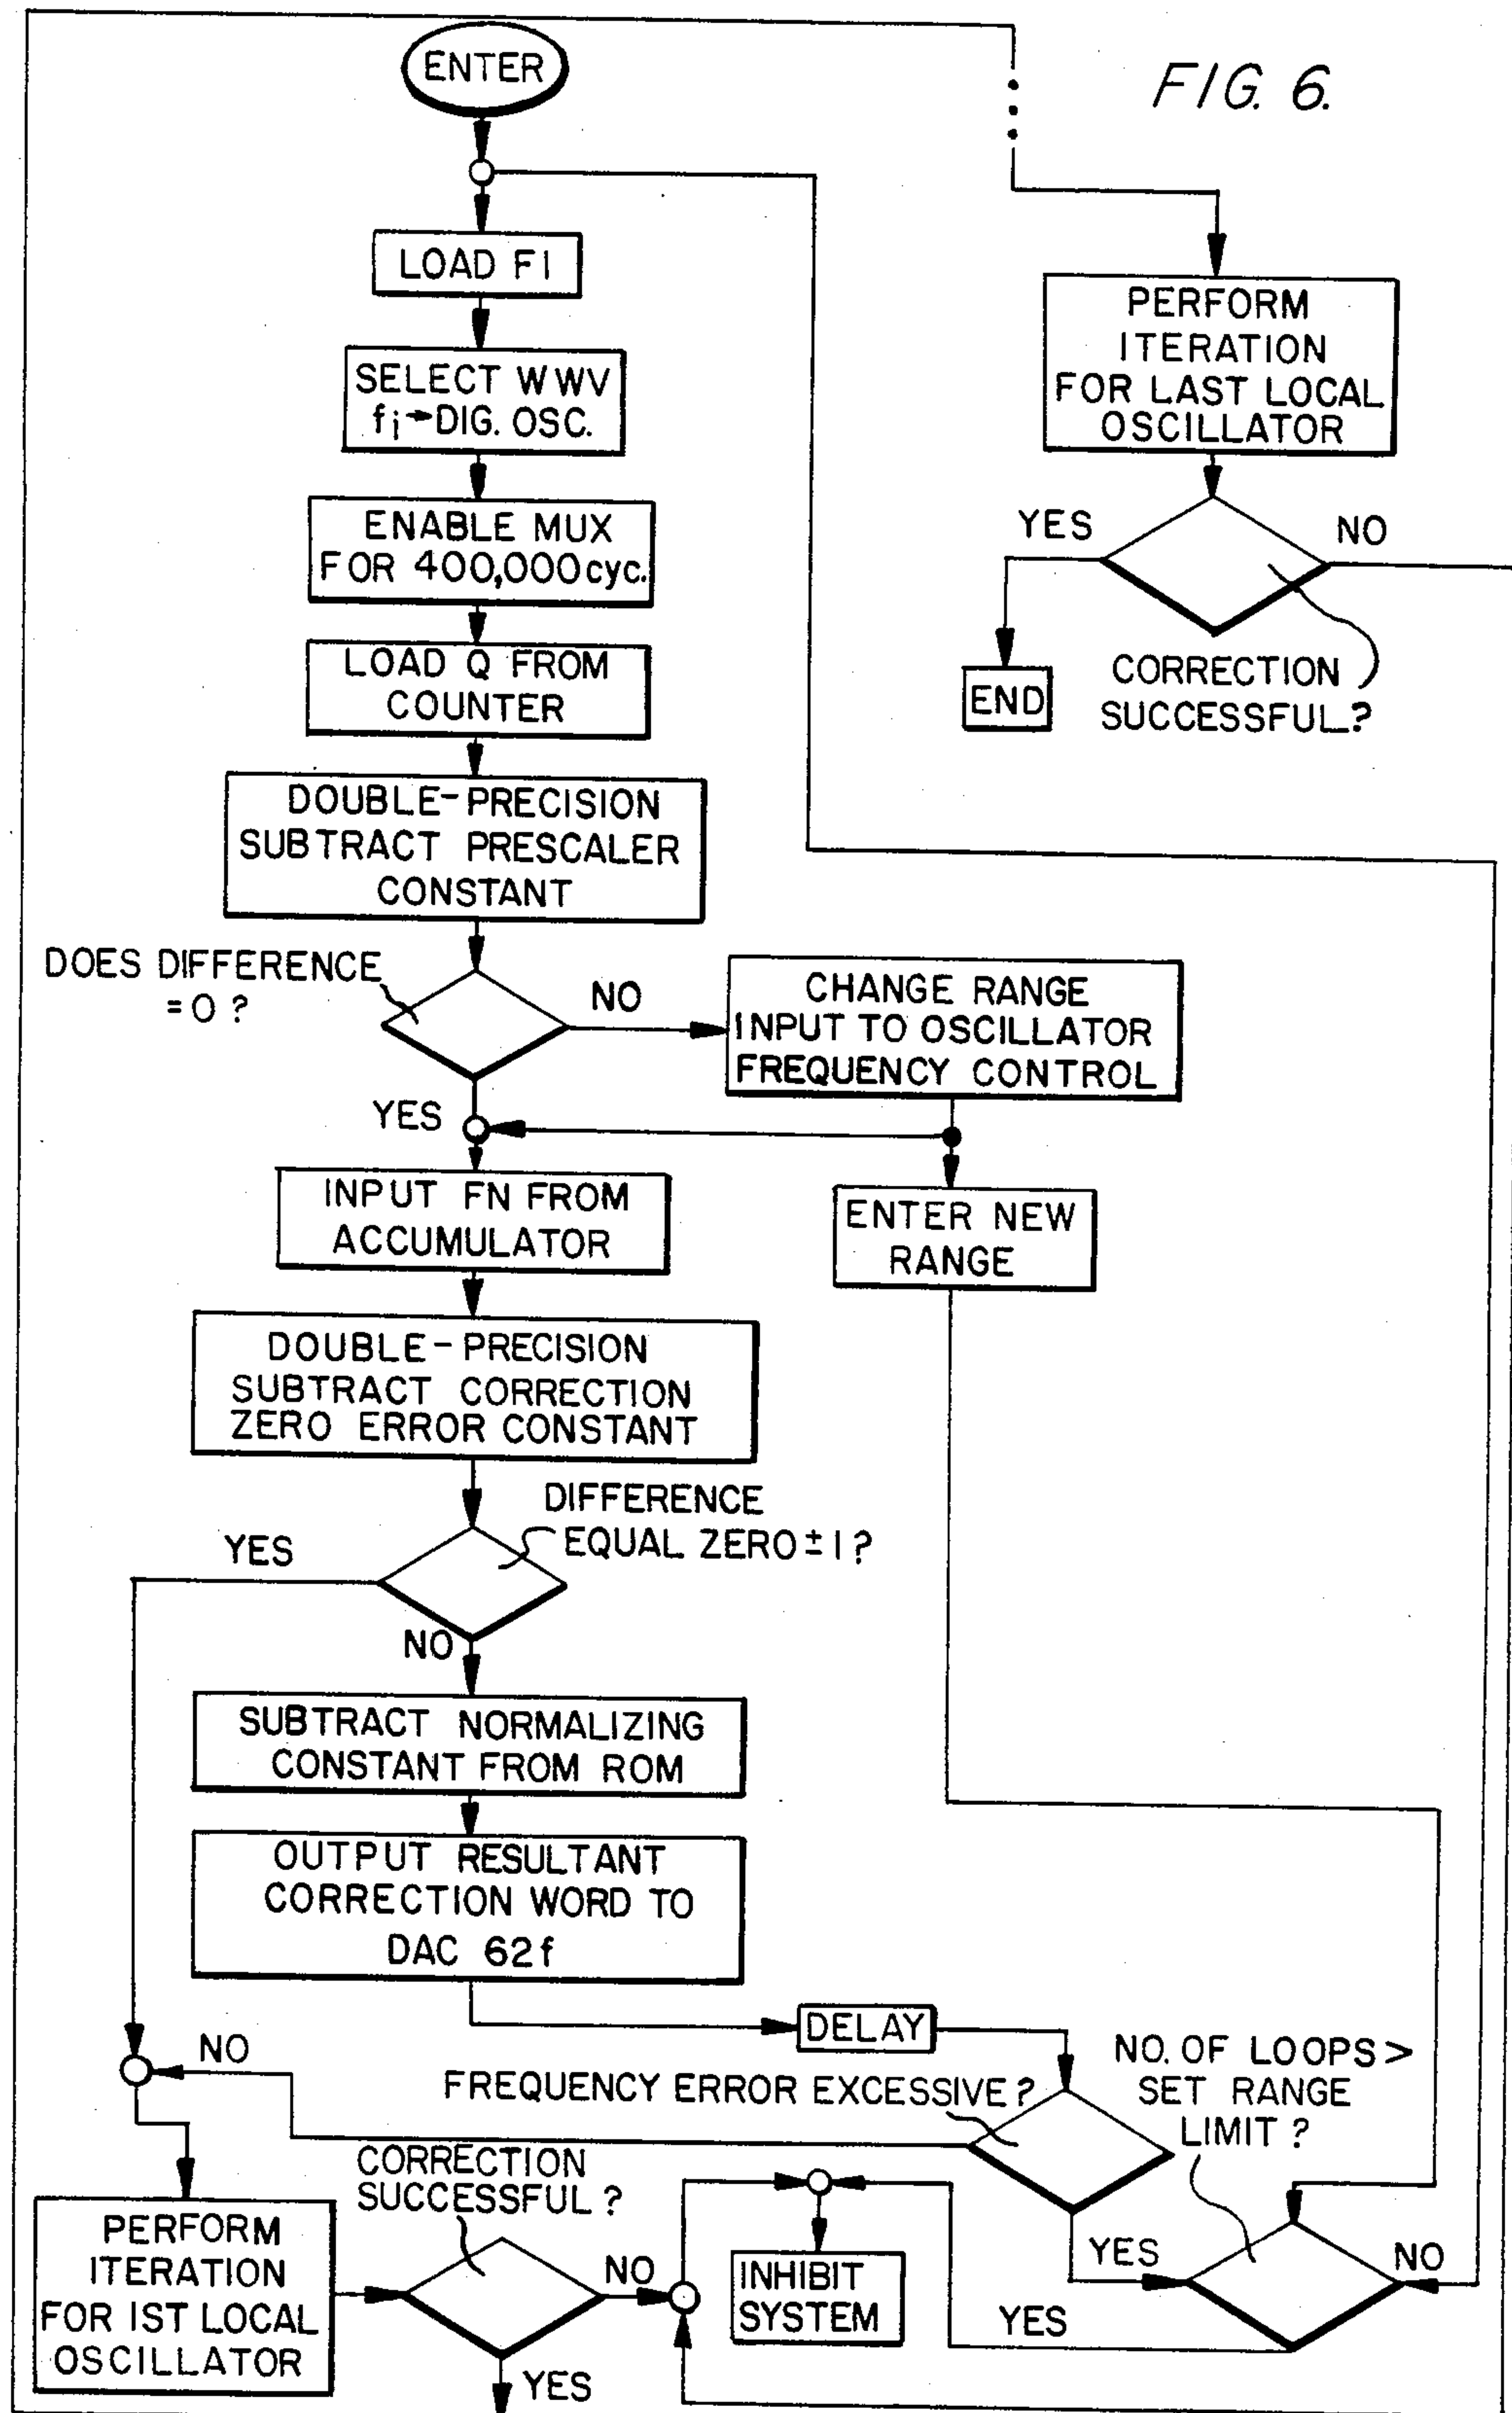 FIG. 6.
ENTER
LOAD F1
SELECT WWV
fi→DIG. OSC.
ENABLE MUX
FOR 400,000cyc.
LOAD Q FROM
COUNTER
DOUBLE-PRECISION
SUBTRACT PRESCALER
CONSTANT
DOES DIFFERENCE
=0?
NO
YES
CHANGE RANGE
INPUT TO OSCILLATOR
FREQUENCY CONTROL
INPUT FN FROM
ACCUMULATOR
ENTER NEW
RANGE
DOUBLE-PRECISION
SUBTRACT CORRECTION
ZERO ERROR CONSTANT
DIFFERENCE
EQUAL ZERO±1?
YES
NO
SUBTRACT NORMALIZING
CONSTANT FROM ROM
OUTPUT RESULTANT
CORRECTION WORD TO
DAC 62f
DELAY
NO
FREQUENCY ERROR EXCESSIVE?
YES
NO. OF LOOPS >
SET RANGE
LIMIT?
NO
YES
PERFORM
ITERATION
FOR 1ST LOCAL
OSCILLATOR
CORRECTION
SUCCESSFUL?
NO
YES
INHIBIT
SYSTEM
PERFORM
ITERATION
FOR LAST LOCAL
OSCILLATOR
YES
NO
END
CORRECTION
SUCCESSFUL?